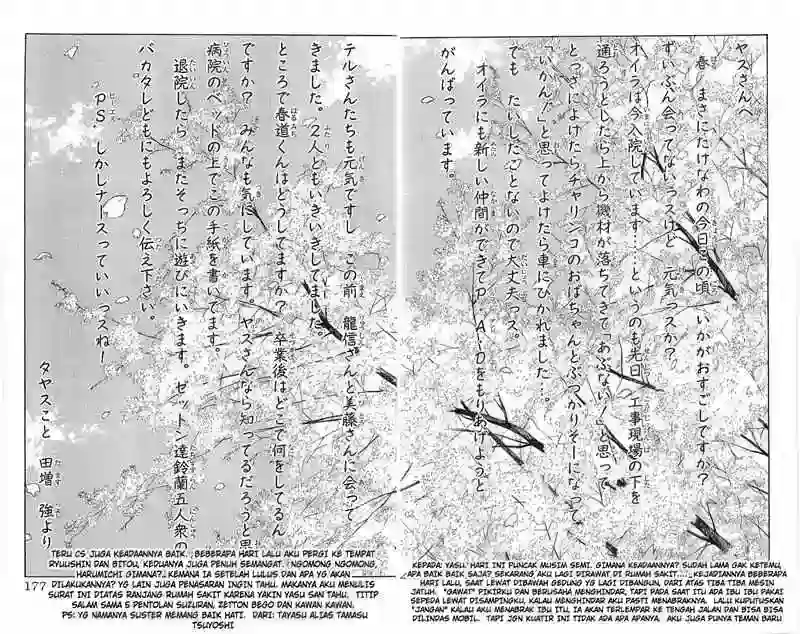 ヤスさんへ
春 まさにたけなわの今日この頃 いかがおすごしですか?
ずいぶん会ってないっスけど 元気っスか?
オイラは今入院しています……というのも先日、工事現場の下を
通ろうとしたら上から機材が落ちてきて「あぶない!」と思って
とっさによけたらチャリンコのおばちゃんとぶつかりそーになって
「いかん!」と思ってよけたら車にひかれました…。
でも たいしたことないので大丈夫っス。
オイラにも新しい仲間ができてP.A.Dをもりあげようと
がんばっています。
KEPADA: YASU. HARI INI PUNCAK MUSIM SEMI. GIMANA KEADAANNYA? SUDAH LAMA GAK KETEMU,
APA BAIK BAIK SAJA? SEKARANG AKU LAGI DIRAWAT DI RUMAH SAKIT..... KEJADIANNYA BEBERAPA
HARI LALU, SAAT LEWAT DIBAWAH GEDUNG YG LAGI DIBANGUN, DARI ATAS TIBA TIBA MESIN
JATUH. "GAWAT" PIKIRKU DAN BERUSAHA MENGHINDAR, TAPI PADA SAAT ITU ADA IBU IBU PAKAI
SEPEDA LEWAT DISAMPINGKU, KALAU MENGHINDAR AKU PASTI MENABRAKNYA. LALU KUPUTUSKAN
"JANGAN" KALAU AKU MENABRAK IBU ITU, IA AKAN TERLEMPAR KE TENGAH JALAN DAN BISA BISA
DILINDAS MOBIL. TAPI JGN KUATIR INI TIDAK ADA APA APANYA. AKU JUGA PUNYA TEMAN BARU
テルさんたちも元気ですし この前 龍信さんと美藤さんに会って
きました。2人ともいきいきしてました。
ところで春道くんはどうしてますか? 卒業後はどこで何をしてるん
ですか? みんなも気にしています。ヤスさんなら知ってるだろうと思い
病院のベッドの上でこの手紙を書いてます。
退院したら またそっちに遊びにいきます。ゼットン達鈴蘭五人衆の
バカタレどもにもよろしく伝え下さい。
PS. しかしナースっていいっスね!
タヤスこと 田増 強より
TERU CS JUGA KEADAANNYA BAIK. BEBERAPA HARI LALU AKU PERGI KE TEMPAT
RYUUSHIN DAN BITOU, KEDUANYA JUGA PENUH SEMANGAT. NGOMONG NGOMONG,
HARUMICHI GIMANA? KEMANA IA SETELAH LULUS DAN APA YG AKAN
DILAKUKANNYA? YG LAIN JUGA PENASARAN INGIN TAHU. MAKANYA AKU MENULIS
SURAT INI DIATAS RANJANG RUMAH SAKIT KARENA YAKIN YASU SAN TAHU. TITIP
SALAM SAMA 5 PENTOLAN SUZURAN, ZETTON BEGO DAN KAWAN KAWAN.
PS: YG NAMANYA SUSTER MEMANG BAIK HATI. DARI: TAYASU ALIAS TAMASU
TSUYOSHI
177